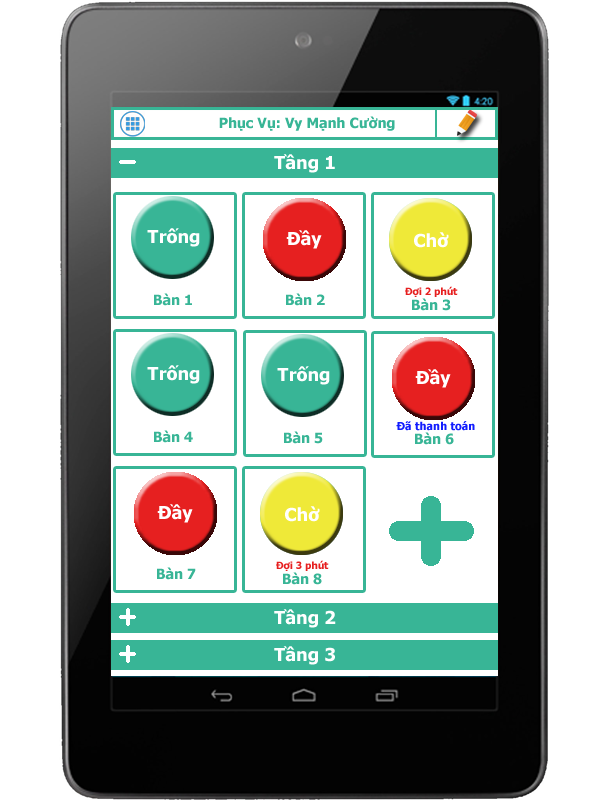 4:20
Phục Vụ: Vy Mạnh Cường
Tầng 1
Trống
Bàn 1
Đầy
Bàn 2
Chờ
Đợi 2 phút
Bàn 3
Trống
Bàn 4
Trống
Bàn 5
Đầy
Đã thanh toán
Bàn 6
Đầy
Bàn 7
Chờ
Đợi 3 phút
Bàn 8
Tầng 2
Tầng 3